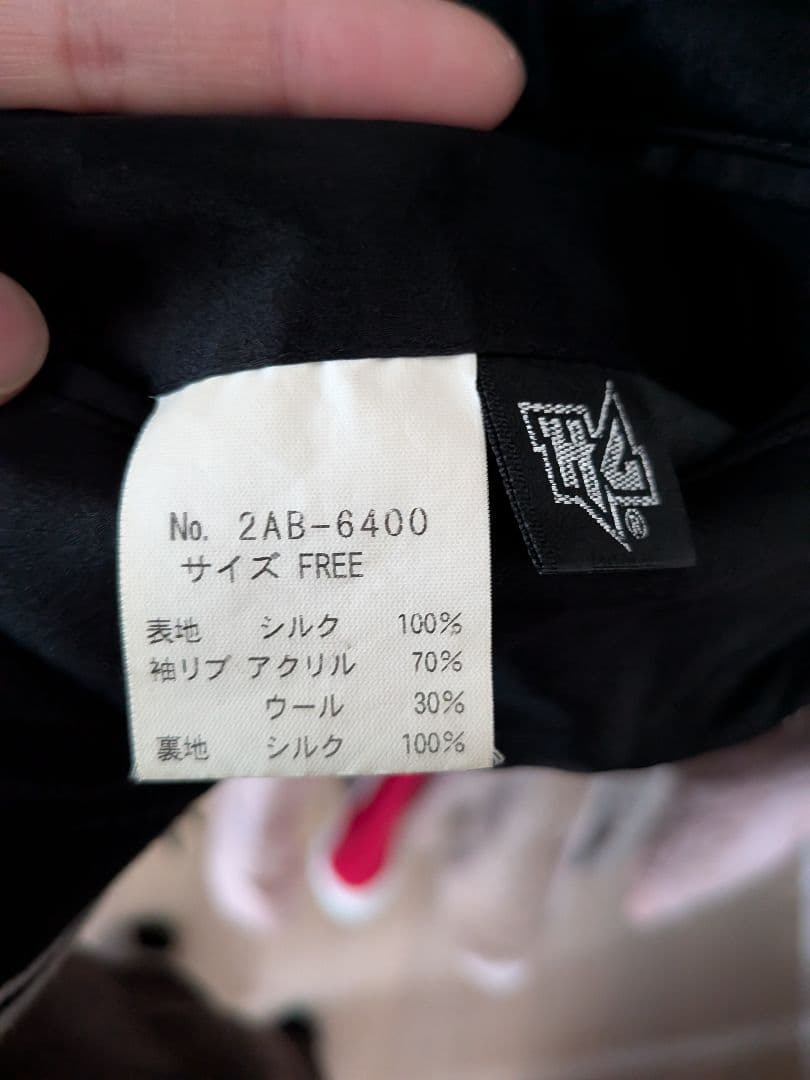 No. 2AB-6400
サイズ FREE
表地 シルク 100%
袖リブ アクリル 70%
ウール 30%
裏地 シルク 100%
®